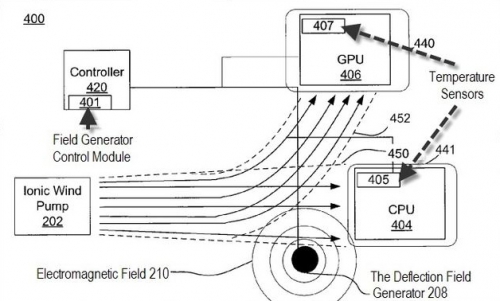 400
407
GPU
406
440
Controller
420
401
Temperature
Sensors
Field Generator
Control Module
452
450
441
405
Ionic Wind
Pump
202
CPU
404
Electromagnetic Field 210
The Deflection Field
Generator 208